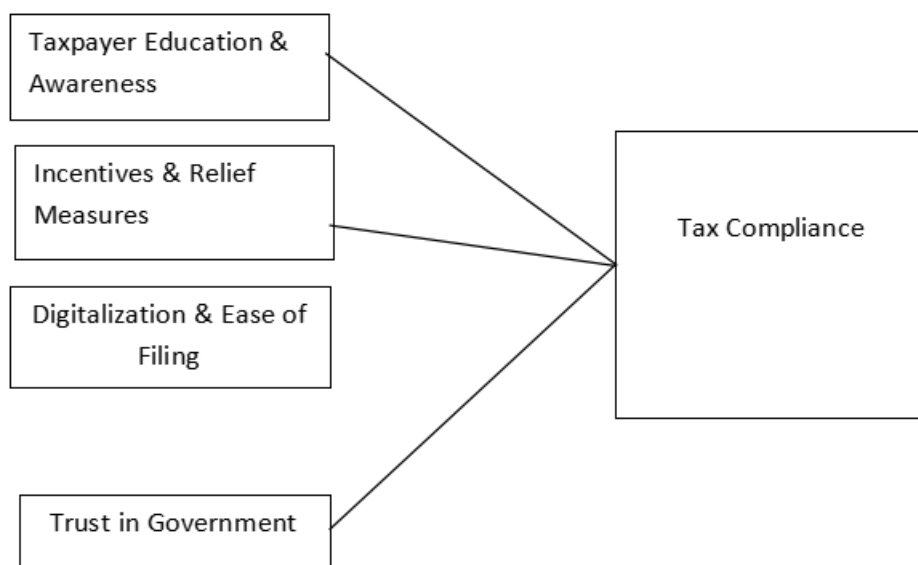 Taxpayer Education &
Awareness
Incentives & Relief
Measures
Digitalization & Ease of
Filing
Trust in Government
Tax Compliance